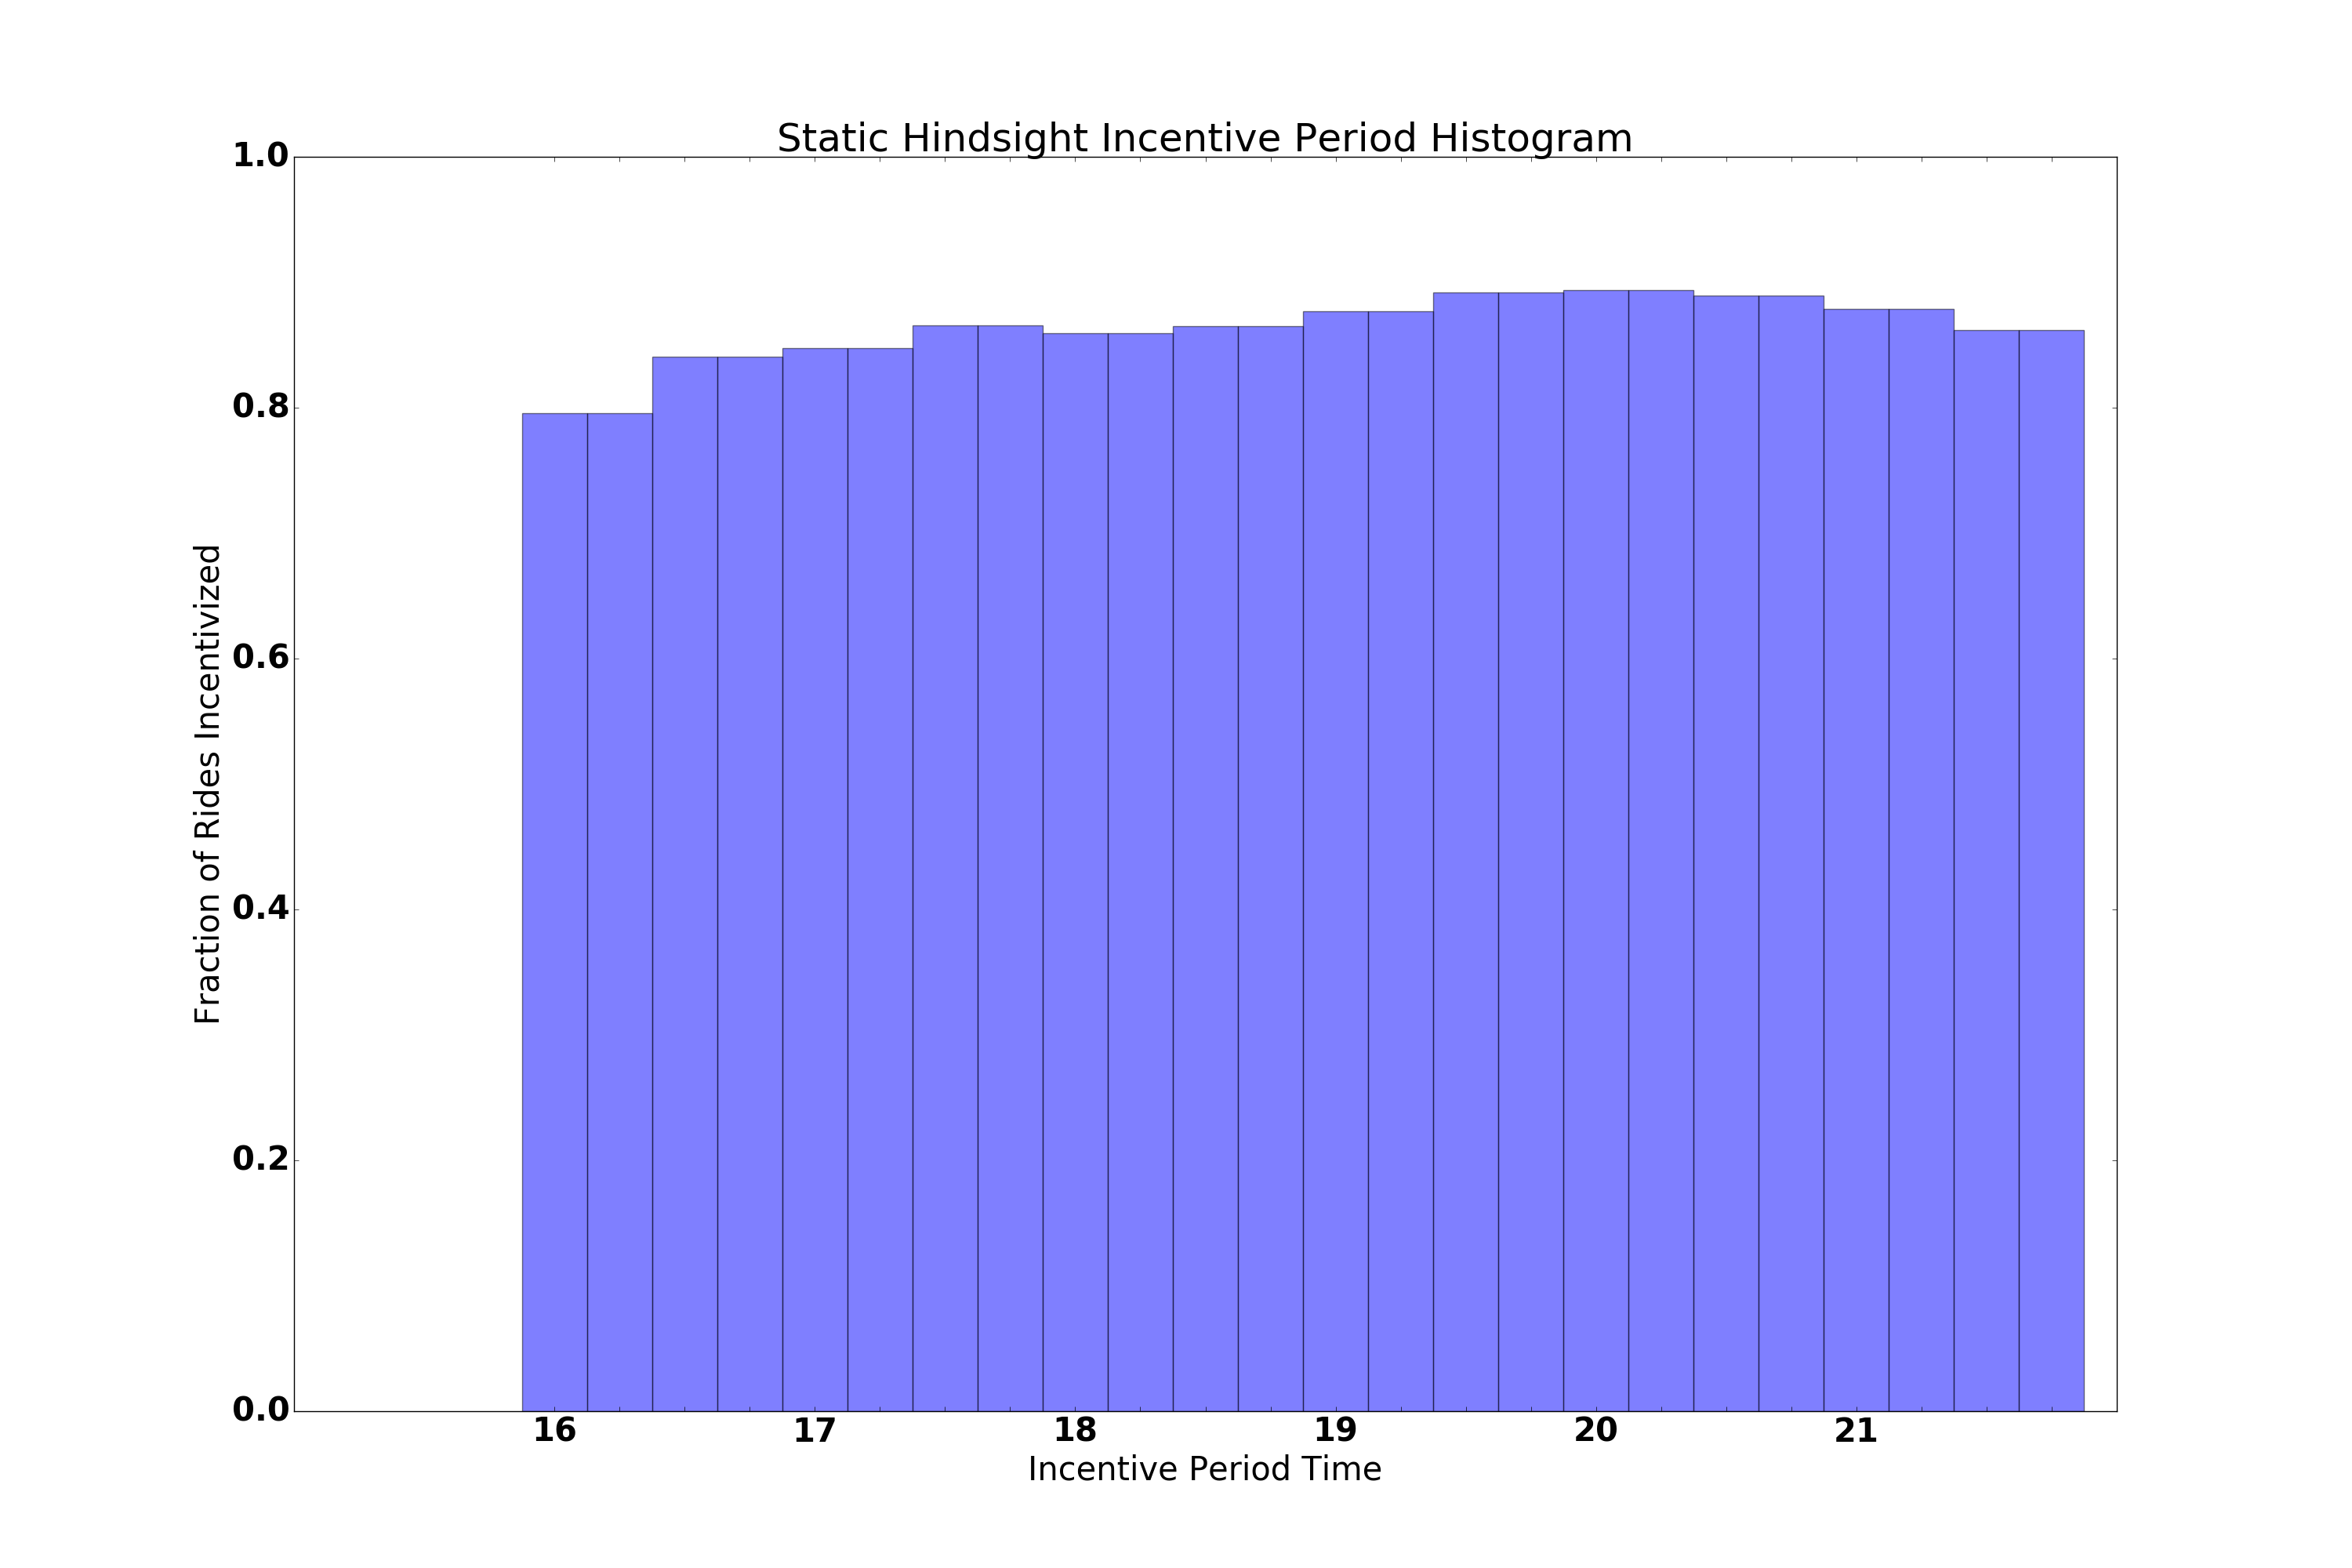 Static Hindsight Incentive Period Histogram
1.0
0.8
0.6
0.4
0.2
0.0
Fraction of Rides Incentivized
16 17 18 19 20 21
Incentive Period Time